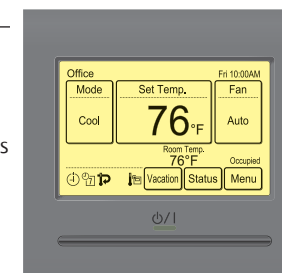 Office Fri 10:00AM
Mode Set Temp. Fan
Cool 76°F Auto
Room Temp.
76°F Occupied
Vacation Status Menu
s